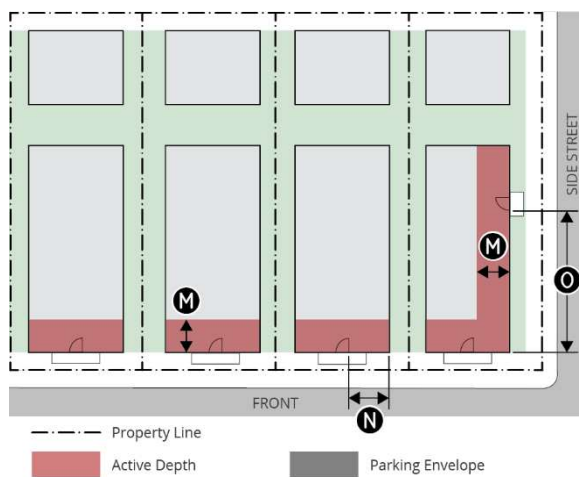 SIDE STREET
M
M
O
FRONT
N
Property Line
Active Depth
Parking Envelope